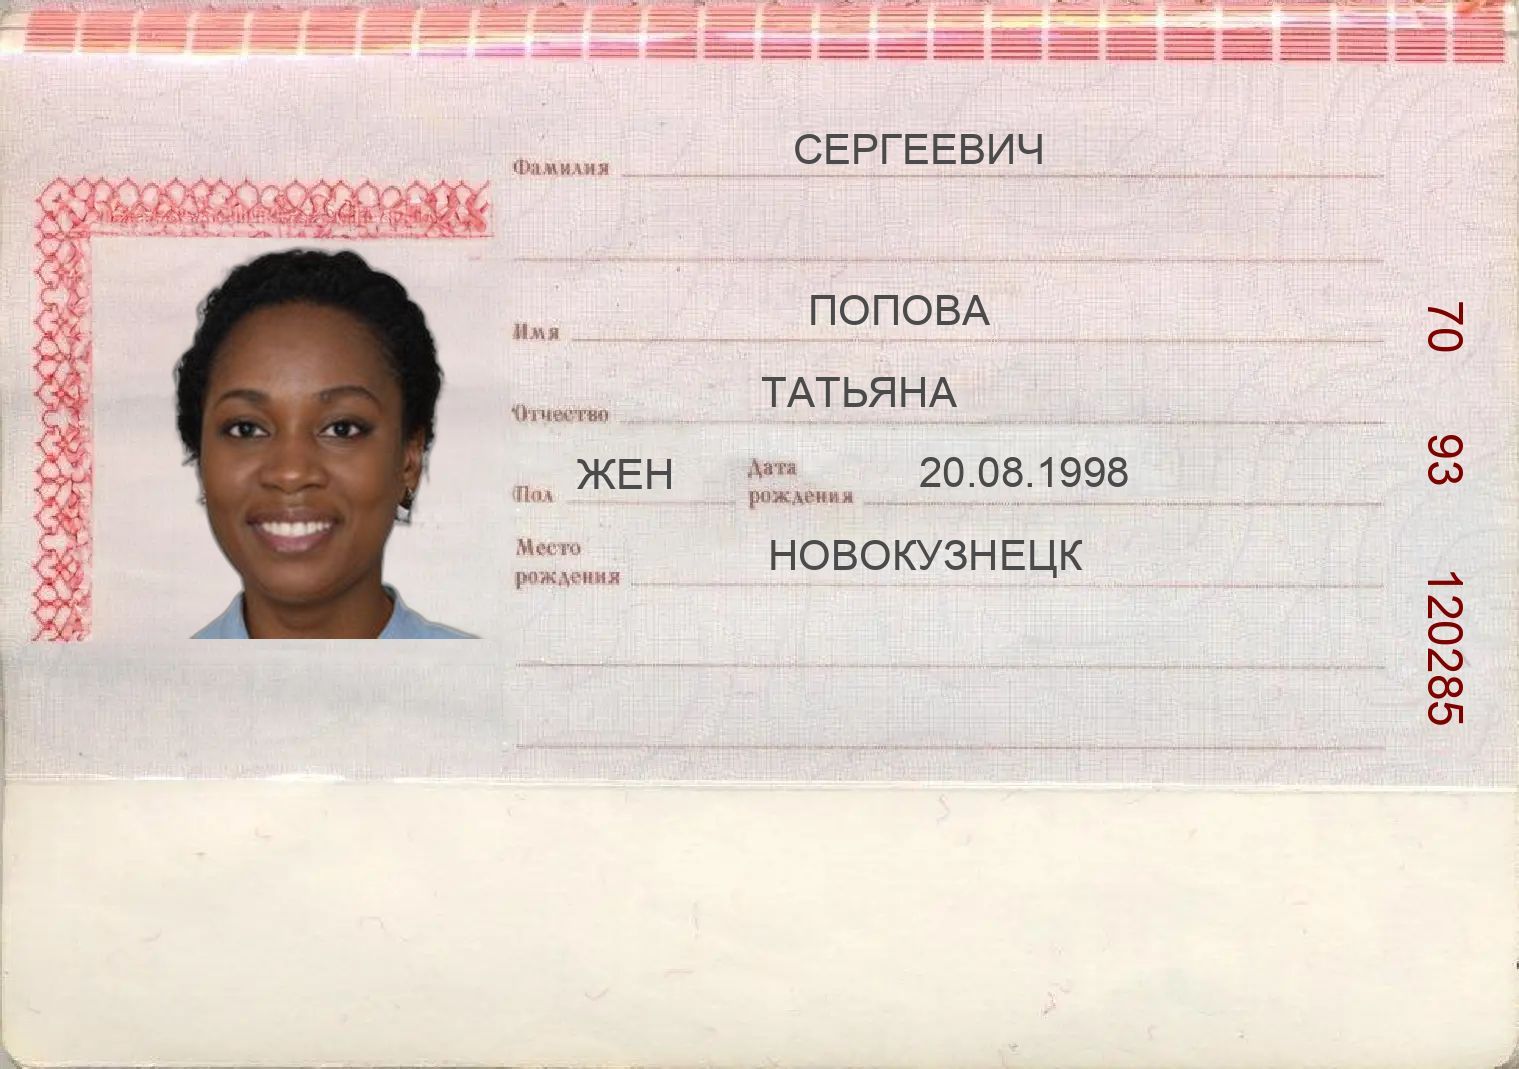 Фамилия СЕРГЕЕВИЧ
Имя ПОПОВА
Отчество ТАТЬЯНА
Пол ЖЕН Дата рождения 20.08.1998
Место рождения НОВОКУЗНЕЦК
70 93 120285